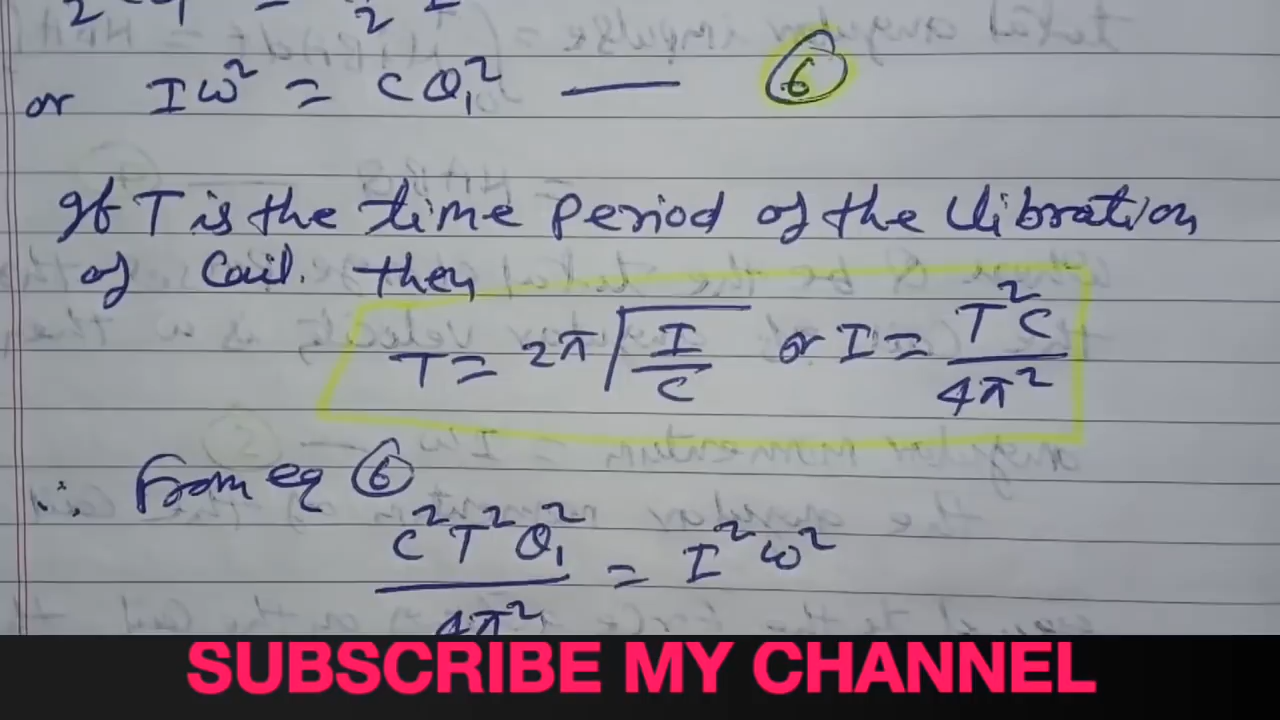 or Iω² = Cθ₁² — ⑥
If T is the time period of the vibration
of Coil. then
T = 2π√(I/C) or I = T²C/4π²
∴ From eq ⑥
C²T²θ₁²/4π² = I²ω²
SUBSCRIBE MY CHANNEL